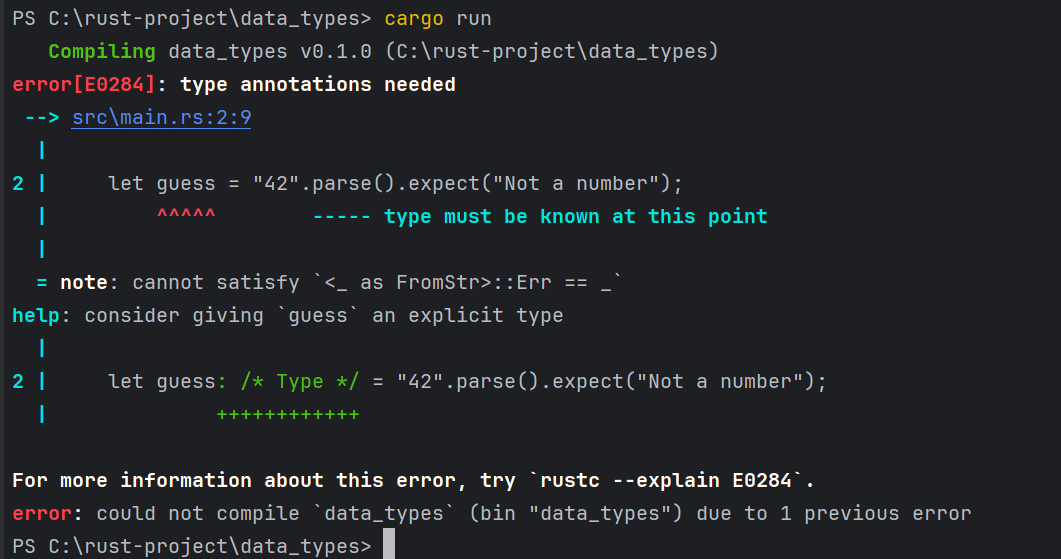 PS C:\rust-project\data_types> cargo run
   Compiling data_types v0.1.0 (C:\rust-project\data_types)
error[E0284]: type annotations needed
 --> src\main.rs:2:9
  |
2 |     let guess = "42".parse().expect("Not a number");
  |         ^^^^^        ----- type must be known at this point
  |
  = note: cannot satisfy `<_ as FromStr>::Err == _`
help: consider giving `guess` an explicit type
  |
2 |     let guess: /* Type */ = "42".parse().expect("Not a number");
  |              ++++++++++++

For more information about this error, try `rustc --explain E0284`.
error: could not compile `data_types` (bin "data_types") due to 1 previous error
PS C:\rust-project\data_types>